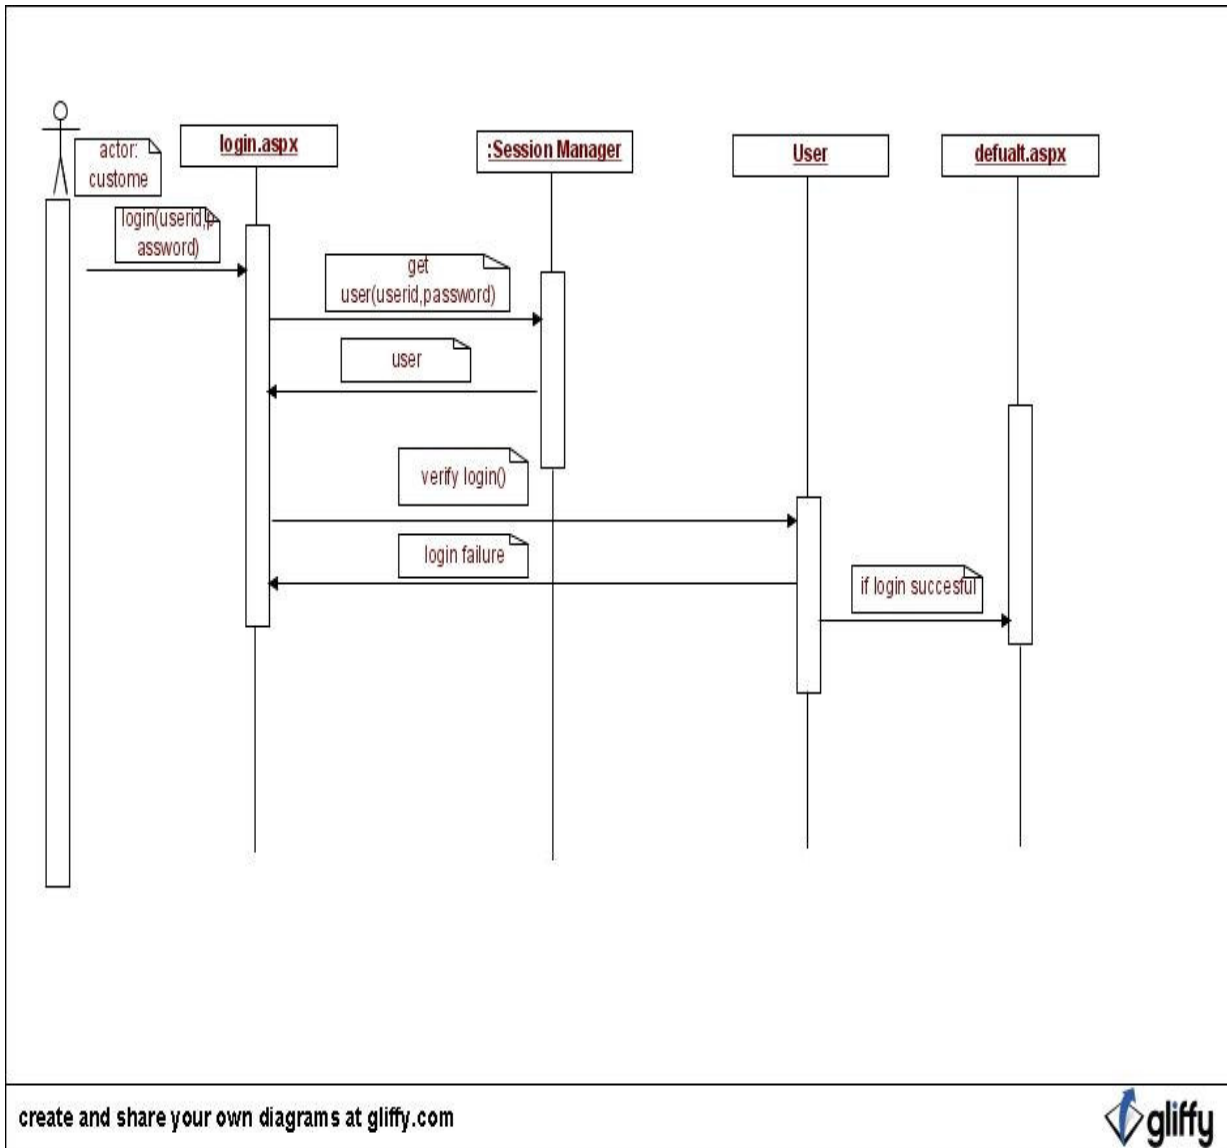 actor:
custome
login.aspx
:Session Manager
User
defualt.aspx
login(userid,p
assword)
get
user(userid,password)
user
verify login()
login failure
if login succesful
create and share your own diagrams at gliffy.com
gliffy